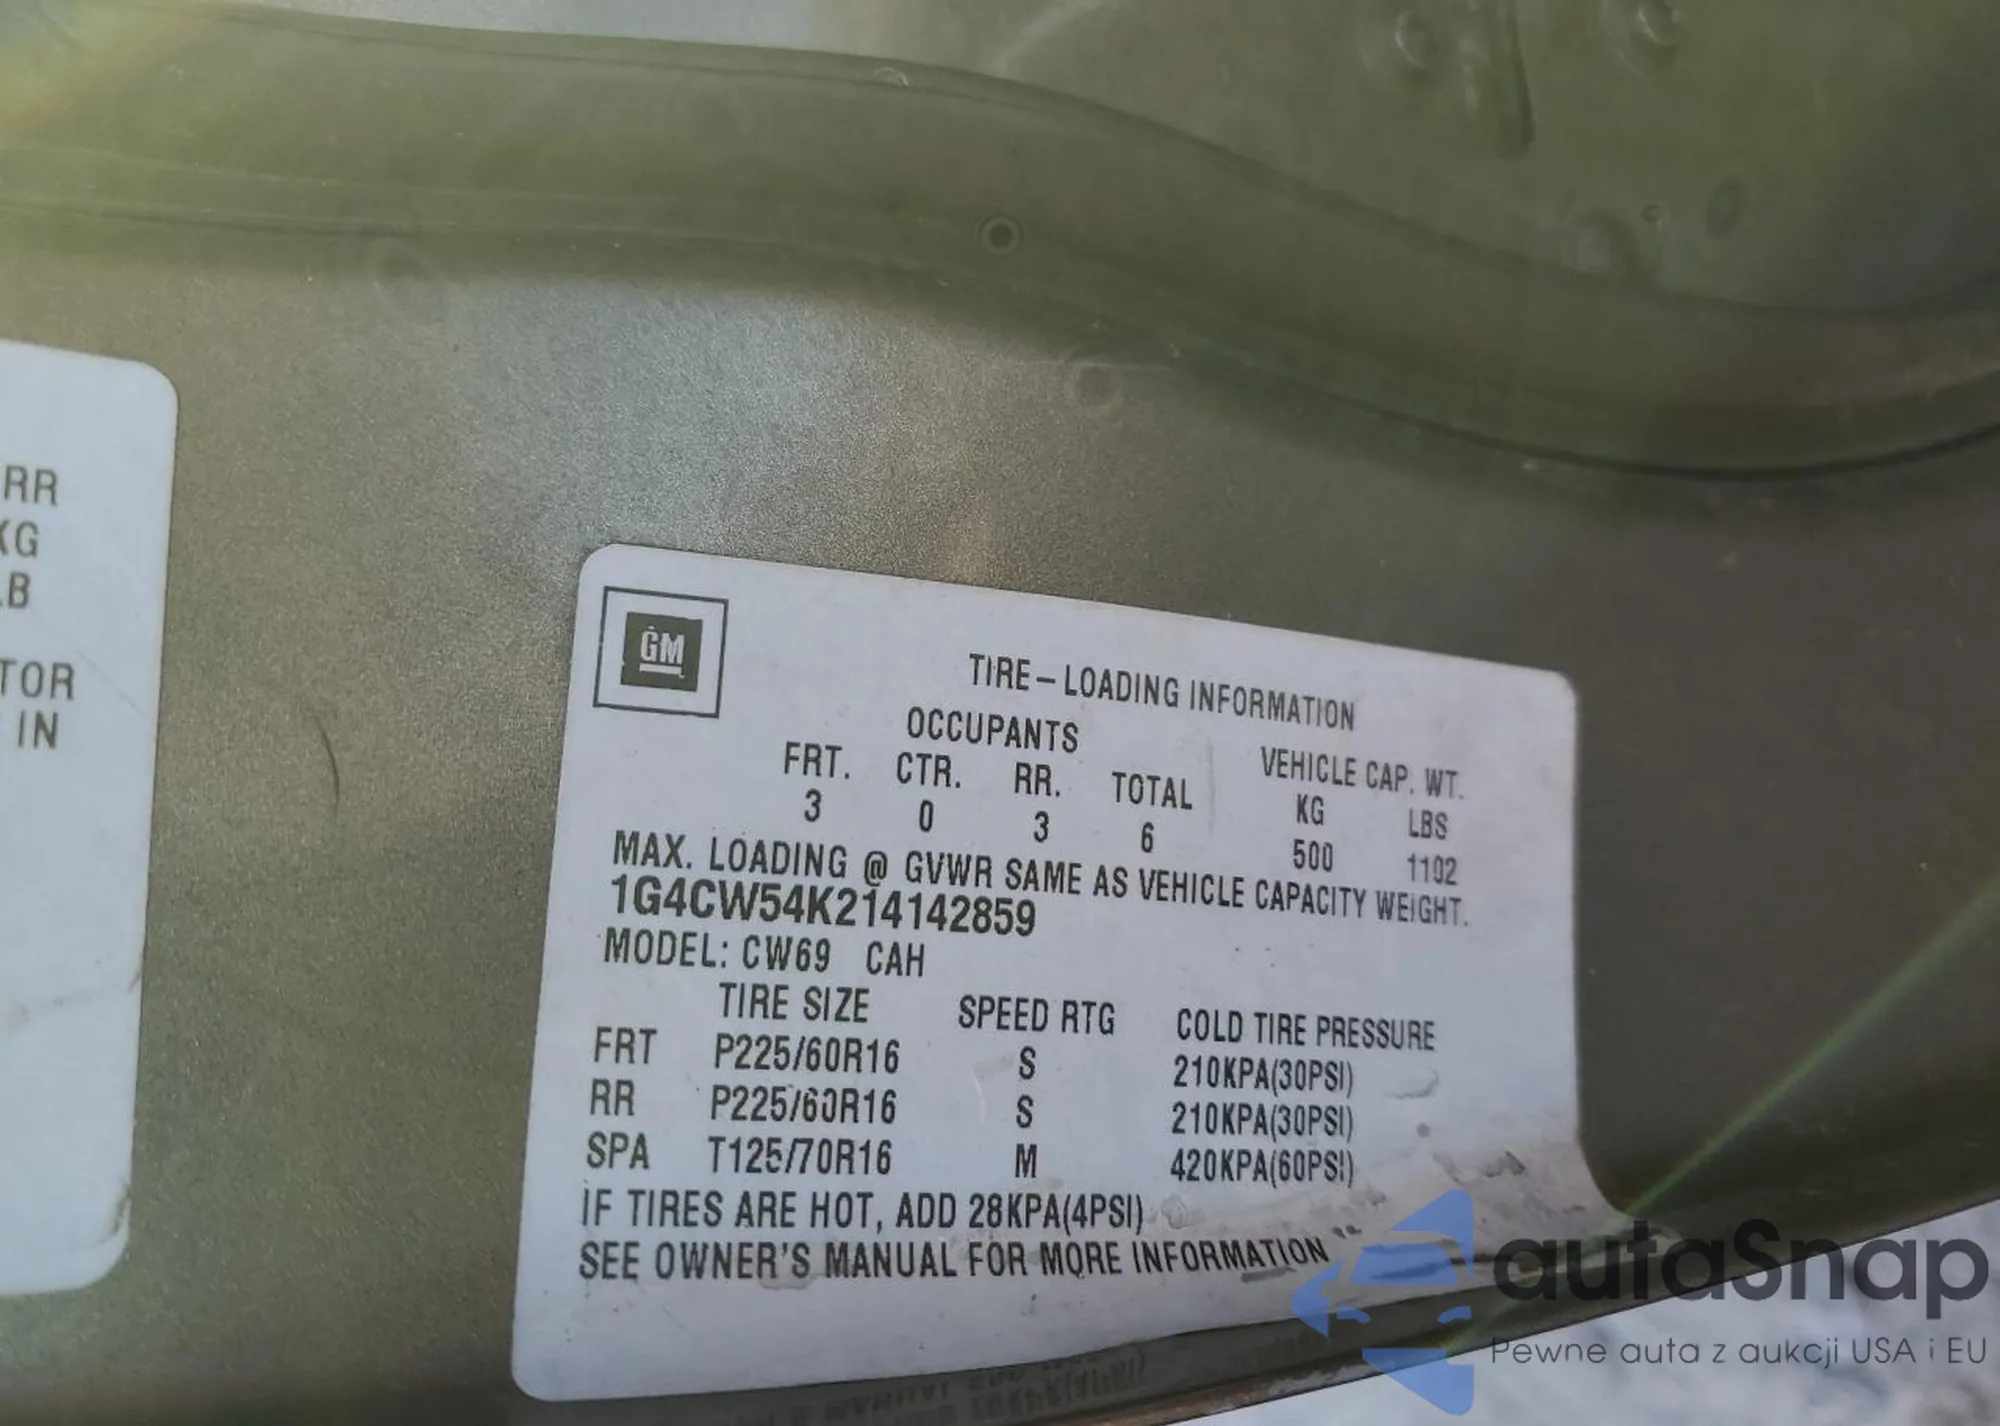 RR
KG
LB
TOR
IN
GM
TIRE–LOADING INFORMATION
OCCUPANTS VEHICLE CAP. WT.
FRT. CTR. RR. TOTAL KG LBS
3 0 3 6 500 1102
MAX. LOADING @ GVWR SAME AS VEHICLE CAPACITY WEIGHT.
1G4CW54K214142859
MODEL: CW69 CAH
TIRE SIZE SPEED RTG COLD TIRE PRESSURE
FRT P225/60R16 S 210KPA(30PSI)
RR P225/60R16 S 210KPA(30PSI)
SPA T125/70R16 M 420KPA(60PSI)
IF TIRES ARE HOT, ADD 28KPA(4PSI)
SEE OWNER'S MANUAL FOR MORE INFORMATION
autaSnap
Pewne auta z aukcji USA i EU